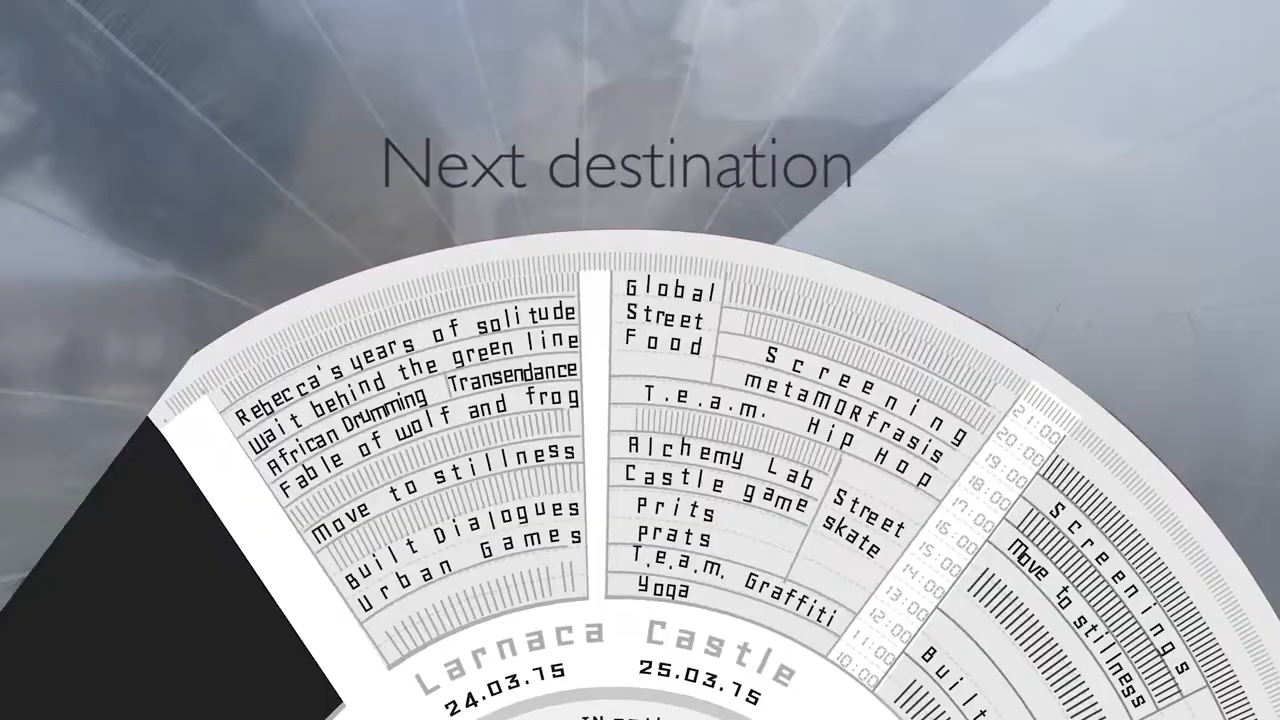 Next destination
Rebecca's years of solitude
Wait behind the green line
African Drumming Transendance
Fable of wolf and frog
Move to stillness
Built Dialogues
Urban Games
Global
Street
Food
Screening
metamoRfrasis
T.e.a.m. Hip Hop
Alchemy Lab
Castle game
Street
skate
Prits
prats
T.e.a.m. Graffiti
Yoga
21:00
20:00
19:00
18:00
17:00
16:00
15:00
14:00
13:00
12:00
11:00
10:00
Screenings
Move to stilness
Built
Larnaca Castle
24.03.15 25.03.15